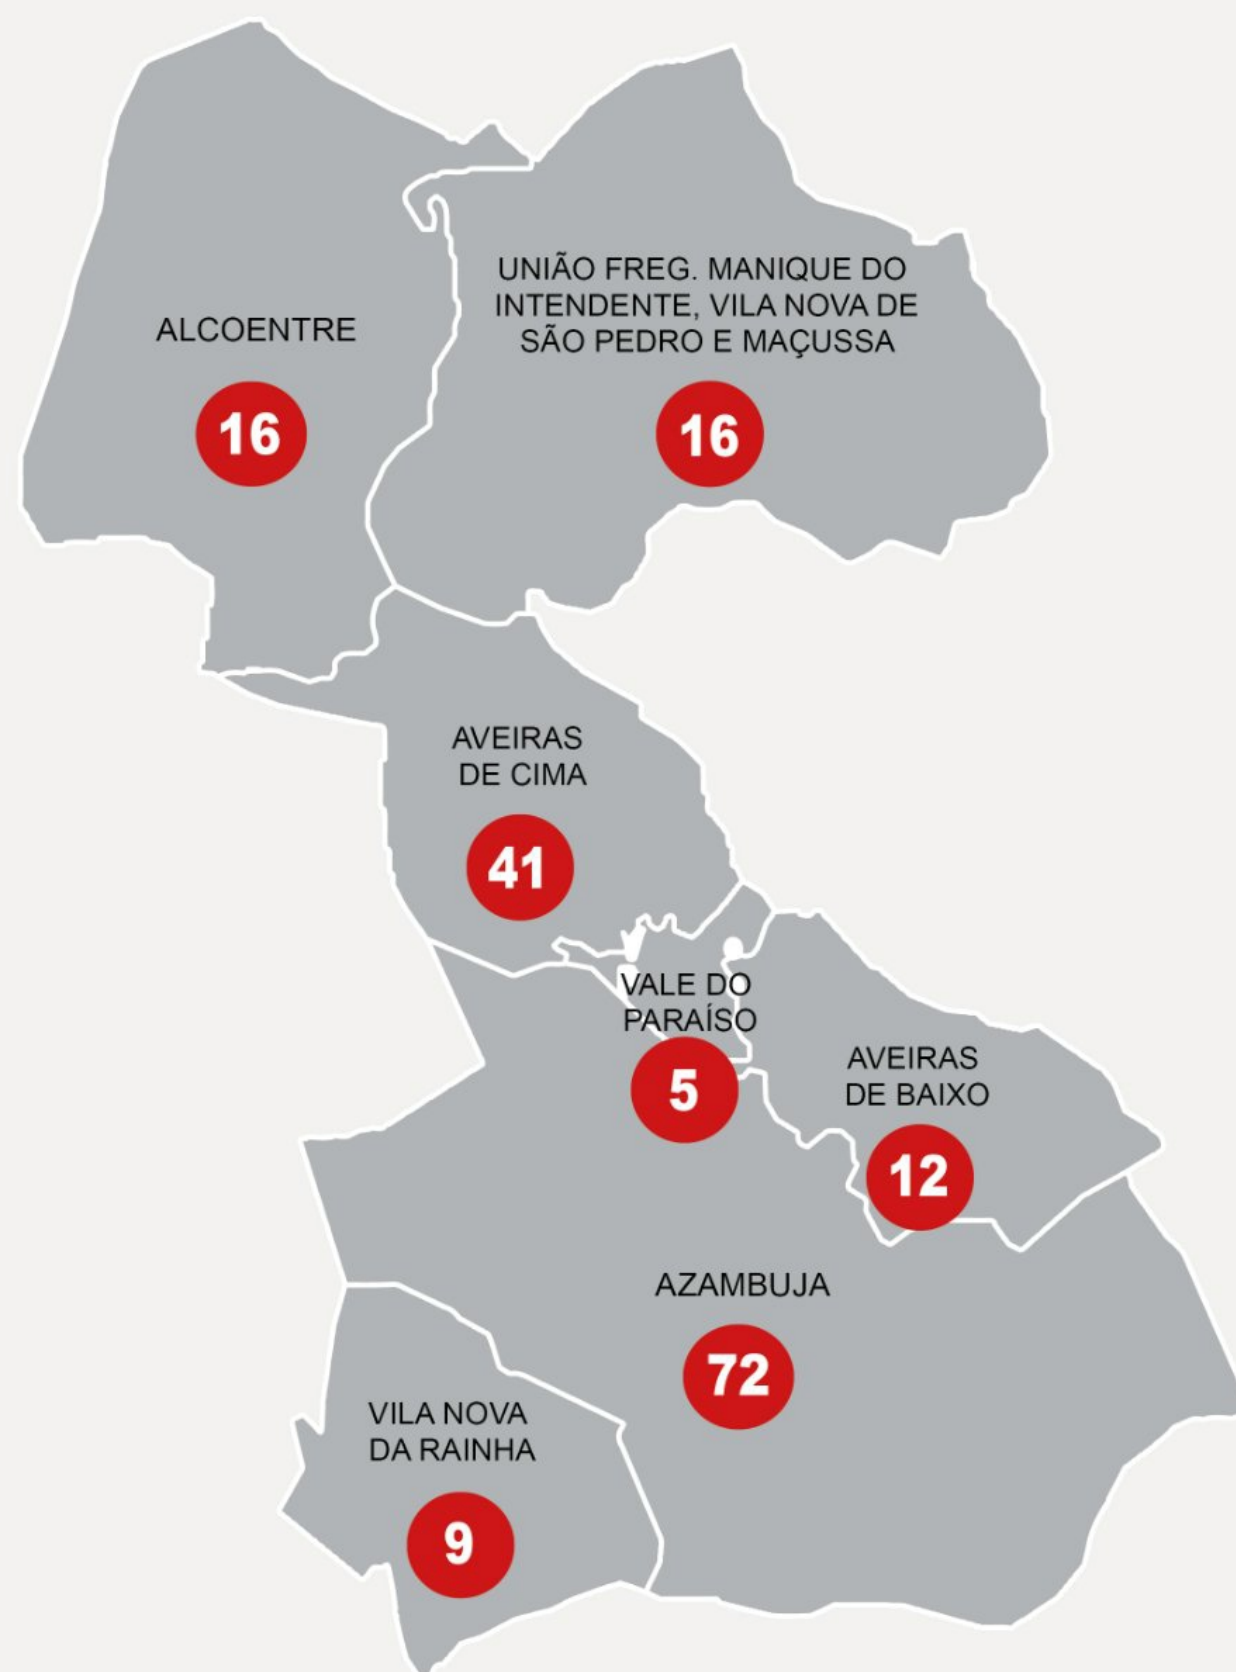 ALCOENTRE
16
UNIÃO FREG. MANIQUE DO
INTENDENTE, VILA NOVA DE
SÃO PEDRO E MAÇUSSA
16
AVEIRAS
DE CIMA
41
VALE DO
PARAÍSO
5
AVEIRAS
DE BAIXO
12
AZAMBUJA
72
VILA NOVA
DA RAINHA
9